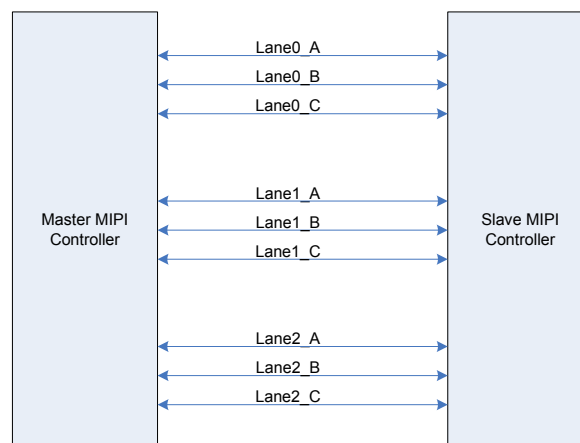 Lane0_A
Lane0_B
Lane0_C
Lane1_A
Master MIPI
Controller
Lane1_B
Slave MIPI
Controller
Lane1_C
Lane2_A
Lane2_B
Lane2_C